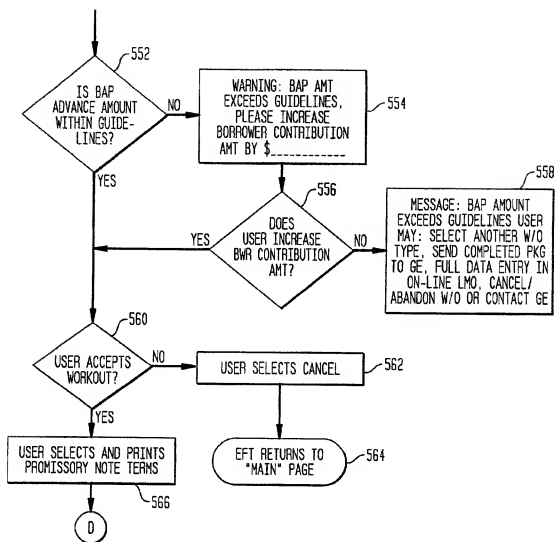 552
IS BAP
ADVANCE AMOUNT
WITHIN GUIDE-
LINES?
NO
YES
WARNING: BAP AMT
EXCEEDS GUIDELINES,
PLEASE INCREASE
BORROWER CONTRIBUTION
AMT BY $____________
554
556
DOES
USER INCREASE
BWR CONTRIBUTION
AMT?
YES
NO
558
MESSAGE: BAP AMOUNT
EXCEEDS GUIDELINES USER
MAY: SELECT ANOTHER W/O
TYPE, SEND COMPLETED PKG
TO GE, FULL DATA ENTRY IN
ON-LINE LMO, CANCEL/
ABANDON W/O OR CONTACT GE
560
USER ACCEPTS
WORKOUT?
NO
YES
USER SELECTS CANCEL
562
EFT RETURNS TO
"MAIN" PAGE
564
USER SELECTS AND PRINTS
PROMISSORY NOTE TERMS
566
D